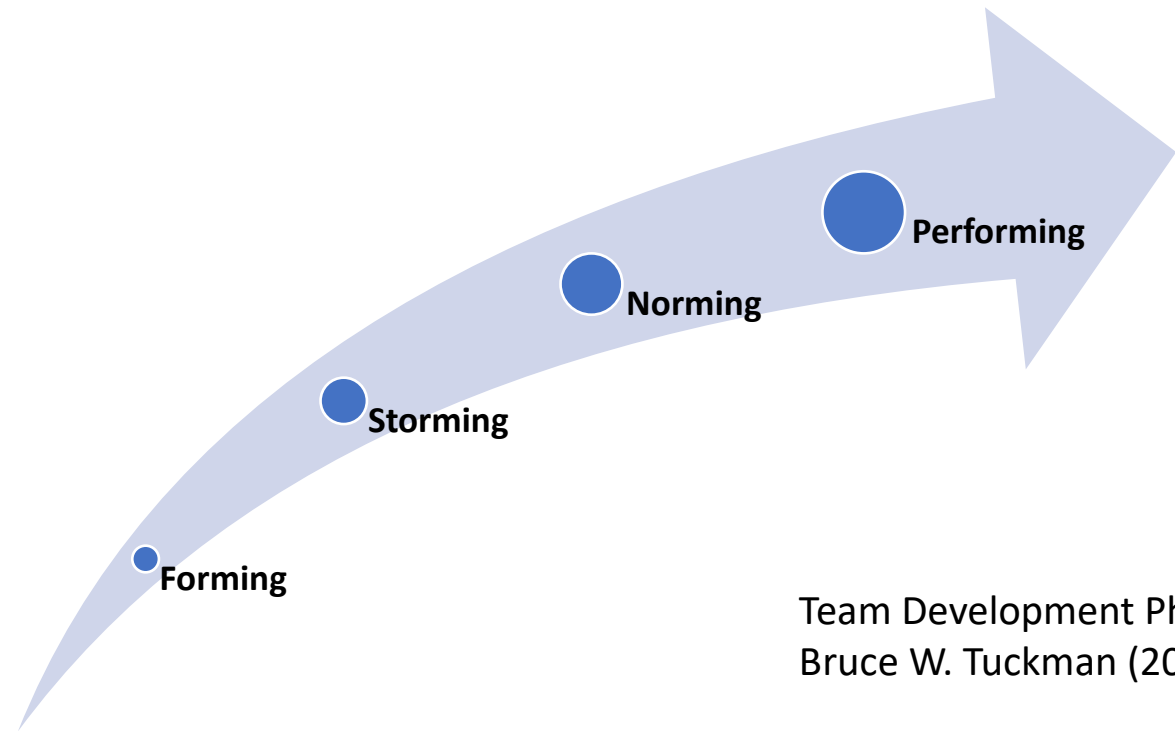 Performing
Norming
Storming
Forming
Team Development
Bruce W. Tuckman